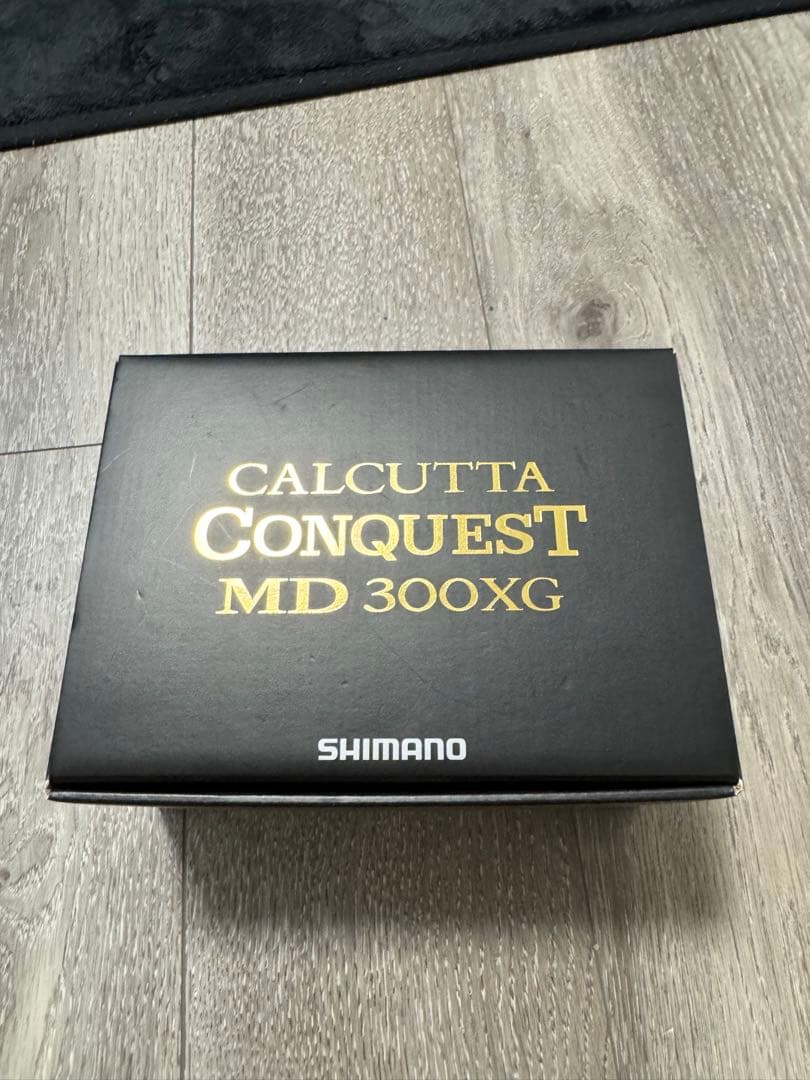 CALCUTTA
CONQUEST
MD 300XG
SHIMANO